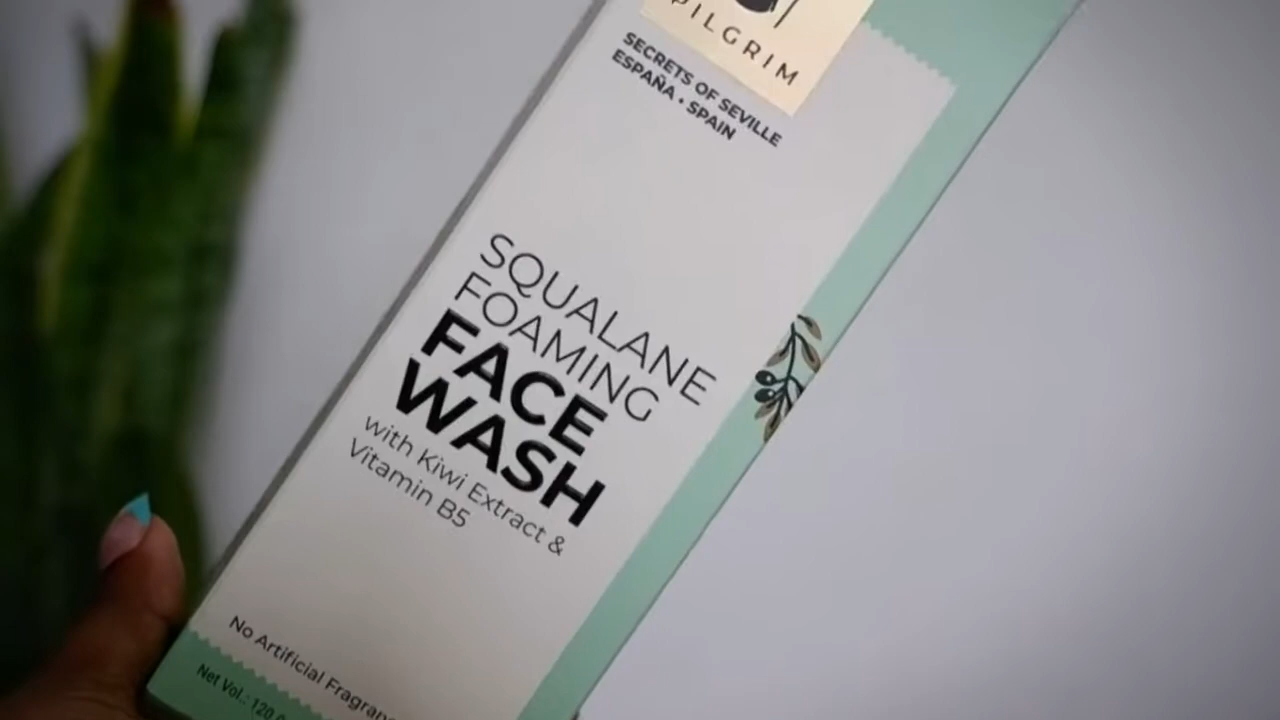 PILGRIM
SECRETS OF SEVILLE
ESPAÑA • SPAIN
SQUALANE
FOAMING
FACE
WASH
with Kiwi Extract &
Vitamin B5
No Artificial
Net Vol.: 120